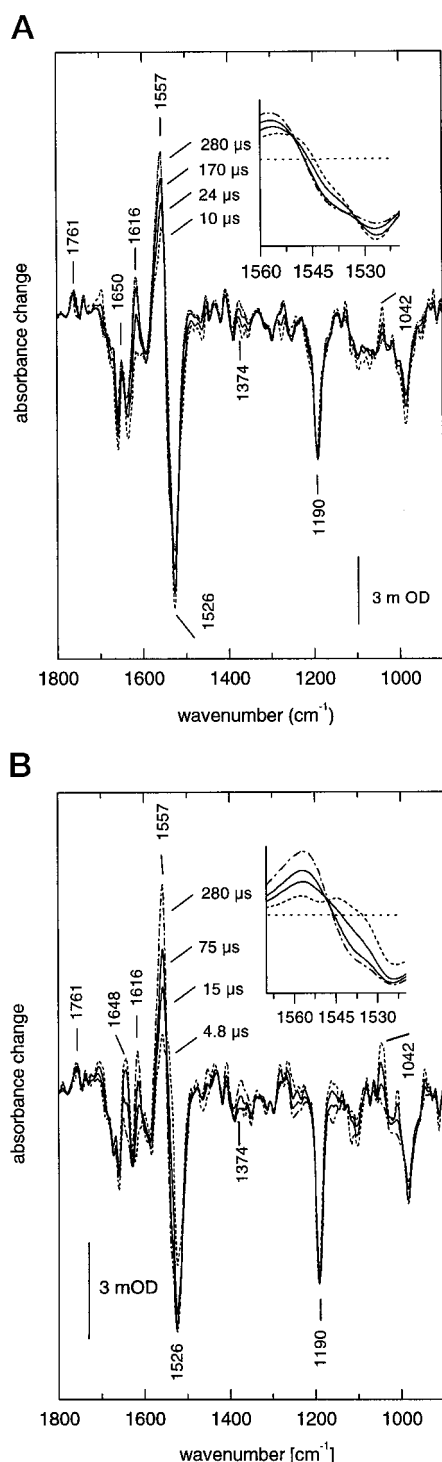 A
1557
280 µs
170 µs
24 µs
10 µs
1761
1650
1616
1560 1545 1530
1374
1042
1190
1526
3 m OD
absorbance change
1800 1600 1400 1200 1000
wavenumber (cm-1)
B
1557
280 µs
75 µs
15 µs
4.8 µs
1761
1648
1616
1560 1545 1530
1374
1042
1190
1526
3 mOD
absorbance change
1800 1600 1400 1200 1000
wavenumber [cm-1]